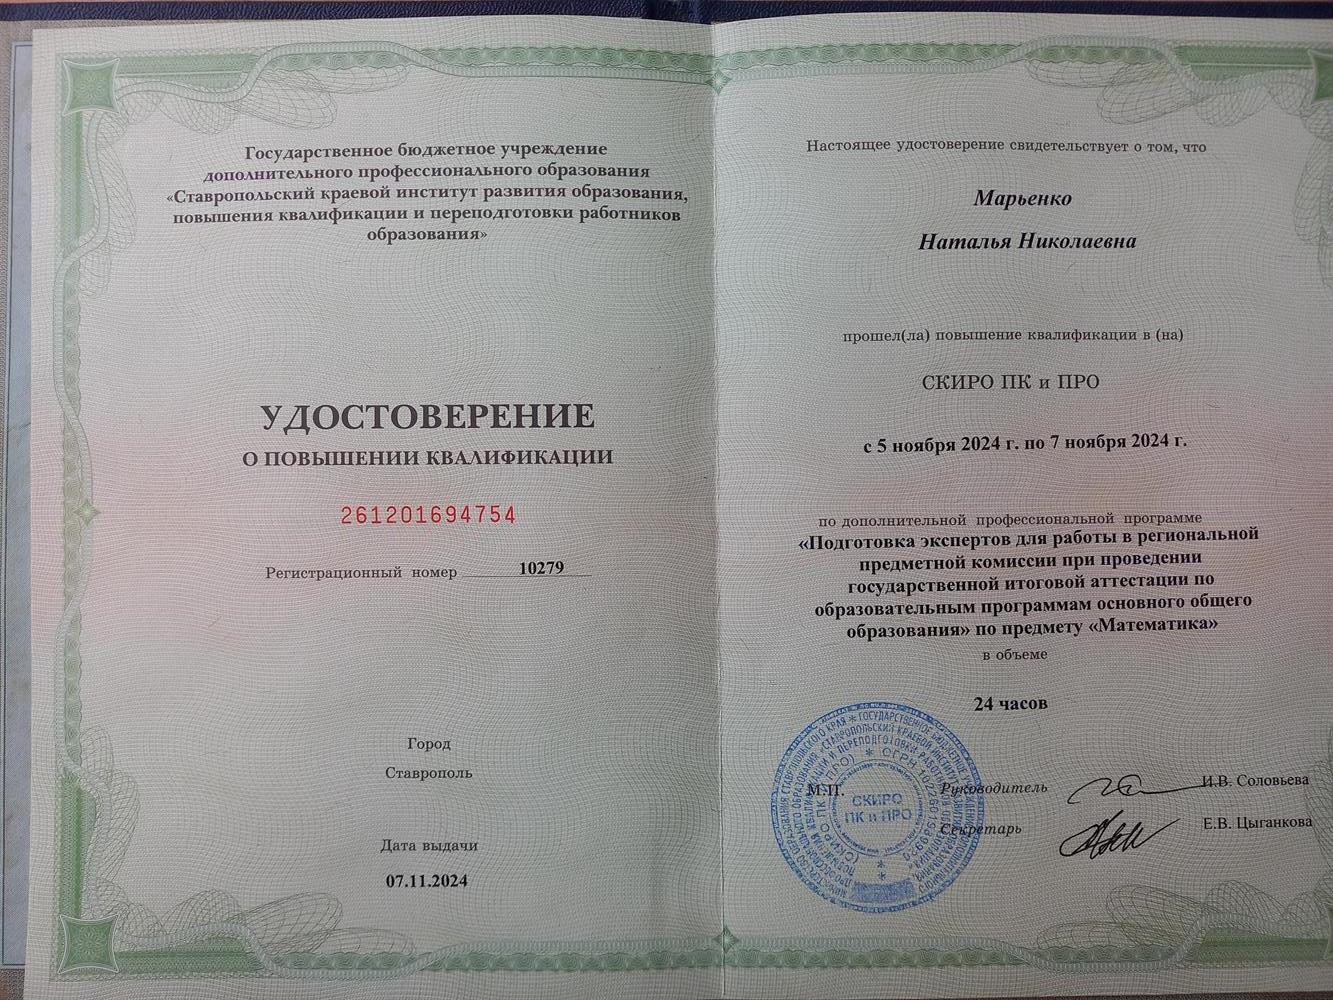 Государственное бюджетное учреждение
дополнительного профессионального образования
«Ставропольский краевой институт развития образования,
повышения квалификации и переподготовки работников
образования»
УДОСТОВЕРЕНИЕ
О ПОВЫШЕНИИ КВАЛИФИКАЦИИ
261201694754
Регистрационный номер 10279
Город
Ставрополь
Дата выдачи
07.11.2024
Настоящее удостоверение свидетельствует о том, что
Марьенко
Наталья Николаевна
прошел(ла) повышение квалификации в (на)
СКИРО ПК и ПРО
с 5 ноября 2024 г. по 7 ноября 2024 г.
по дополнительной профессиональной программе
«Подготовка экспертов для работы в региональной
предметной комиссии при проведении
государственной итоговой аттестации по
образовательным программам основного общего
образования» по предмету «Математика»
в объеме
24 часов
М.П.
Руководитель И.В. Соловьева
Секретарь Е.В. Цыганкова
СКИРО
ПК и ПРО